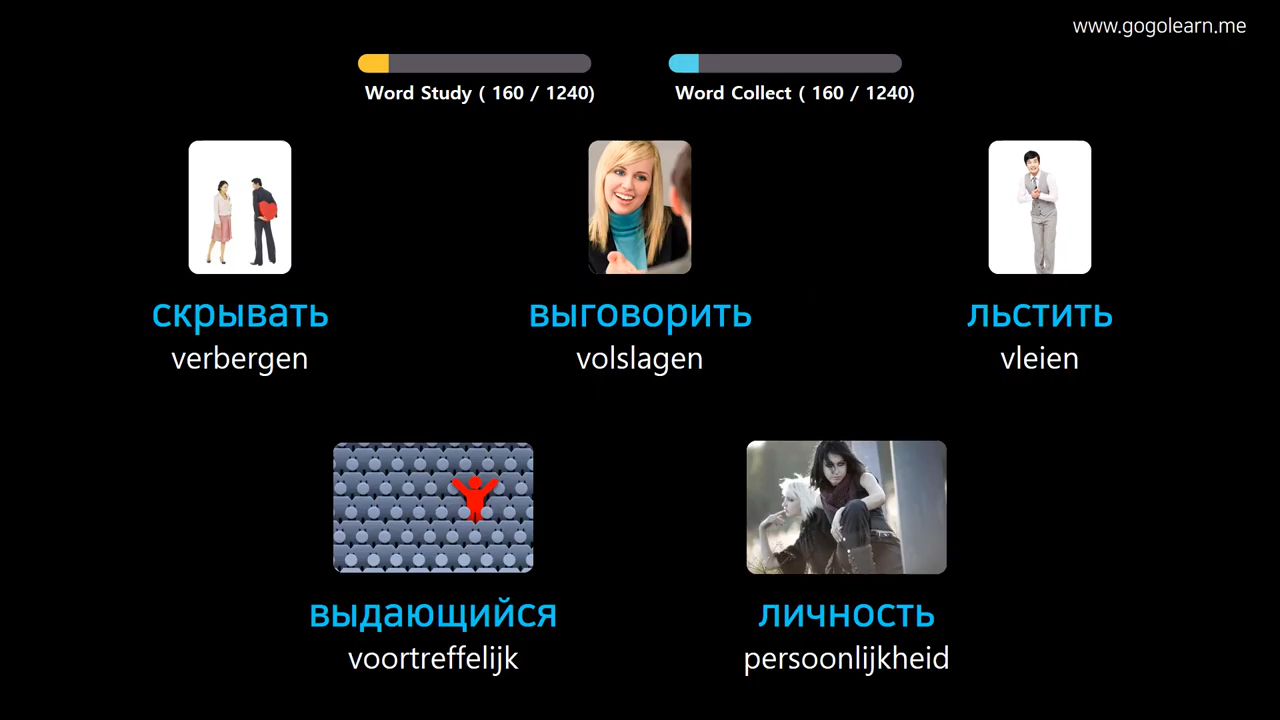 www.gogolearn.me
Word Study ( 160 / 1240)
Word Collect ( 160 / 1240)
скрывать
verbergen
выговорить
volslagen
льстить
vleien
выдающийся
voortreffelijk
личность
persoonlijkheid